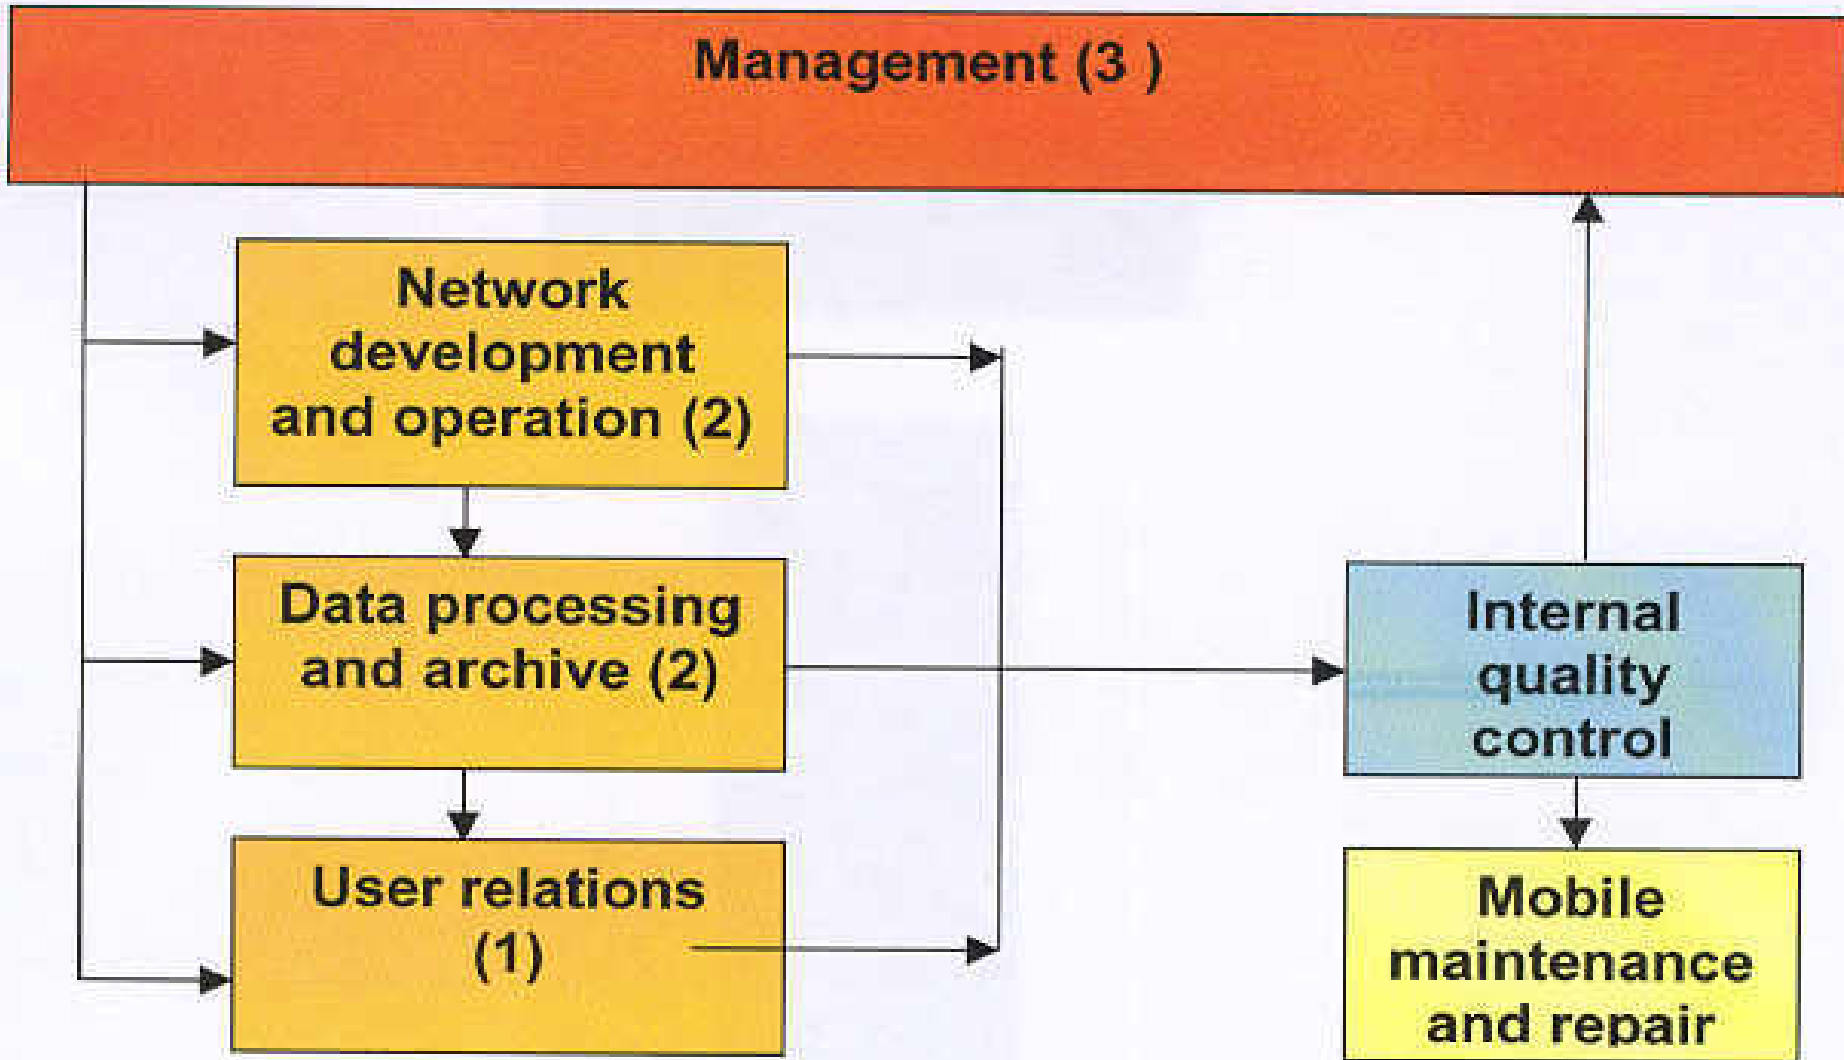 Management (3 )
Network
development
and operation (2)
Data processing
and archive (2)
User relations
(1)
Internal
quality
control
Mobile
maintenance
and repair